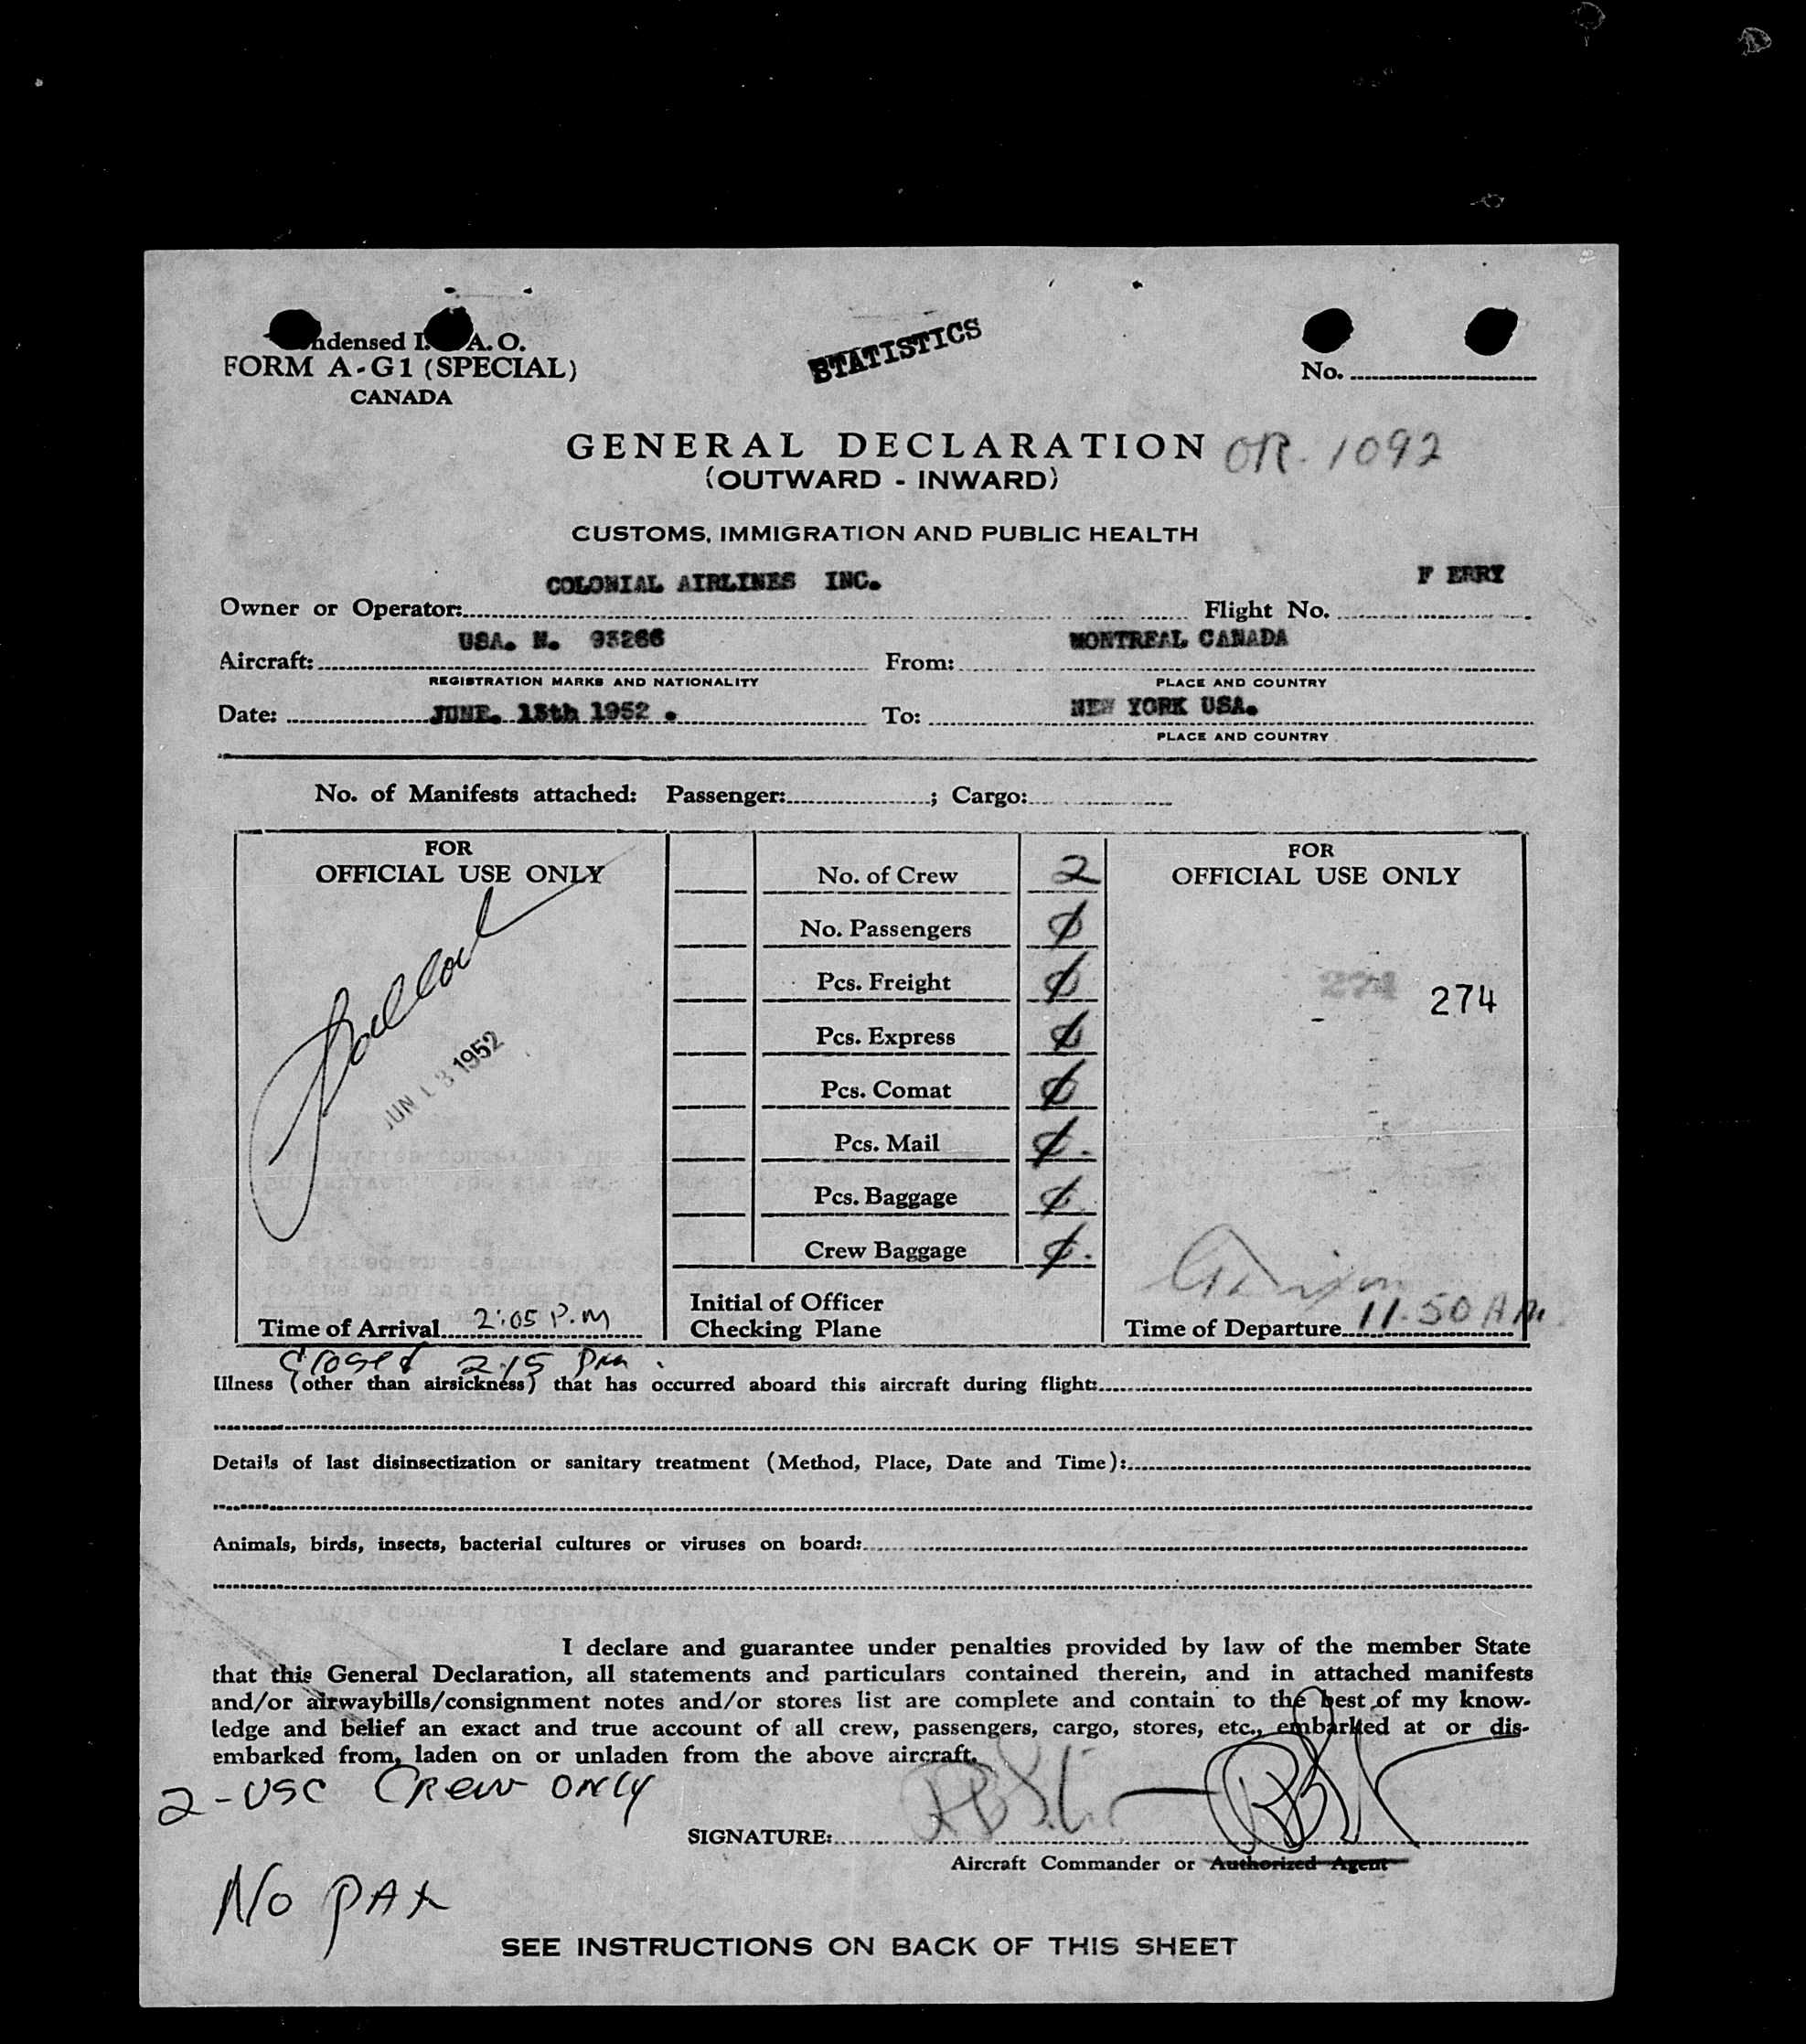 ndensed I. A. O.
FORM A-G1 (SPECIAL)
CANADA
STATISTICS
No.
GENERAL DECLARATION OR. 1092
(OUTWARD - INWARD)
CUSTOMS, IMMIGRATION AND PUBLIC HEALTH
Owner or Operator: COLONIAL AIRLINES INC. Flight No. F ERRY
Aircraft: USA. N. 93266 From: MONTREAL CANADA
REGISTRATION MARKS AND NATIONALITY PLACE AND COUNTRY
Date: JUNE. 13th 1952 . To: NEW YORK USA.
PLACE AND COUNTRY
No. of Manifests attached: Passenger: ; Cargo:
FOR
OFFICIAL USE ONLY
JUN 13 1952
Time of Arrival 2:05 P.M
Closed 2:15 Pm.
No. of Crew 2
No. Passengers ∅
Pcs. Freight ∅
Pcs. Express ∅
Pcs. Comat ∅
Pcs. Mail ∅.
Pcs. Baggage ∅
Crew Baggage ∅.
Initial of Officer
Checking Plane
FOR
OFFICIAL USE ONLY
274 274
Time of Departure 11.50 AM.
Illness (other than airsickness) that has occurred aboard this aircraft during flight:
Details of last disinsectization or sanitary treatment (Method, Place, Date and Time):
Animals, birds, insects, bacterial cultures or viruses on board:
I declare and guarantee under penalties provided by law of the member State
that this General Declaration, all statements and particulars contained therein, and in attached manifests
and/or airwaybills/consignment notes and/or stores list are complete and contain to the best of my know-
ledge and belief an exact and true account of all crew, passengers, cargo, stores, etc., embarked at or dis-
embarked from, laden on or unladen from the above aircraft.
2-USC CREW ONLY
SIGNATURE:
Aircraft Commander or Authorized Agent
NO PAX
SEE INSTRUCTIONS ON BACK OF THIS SHEET